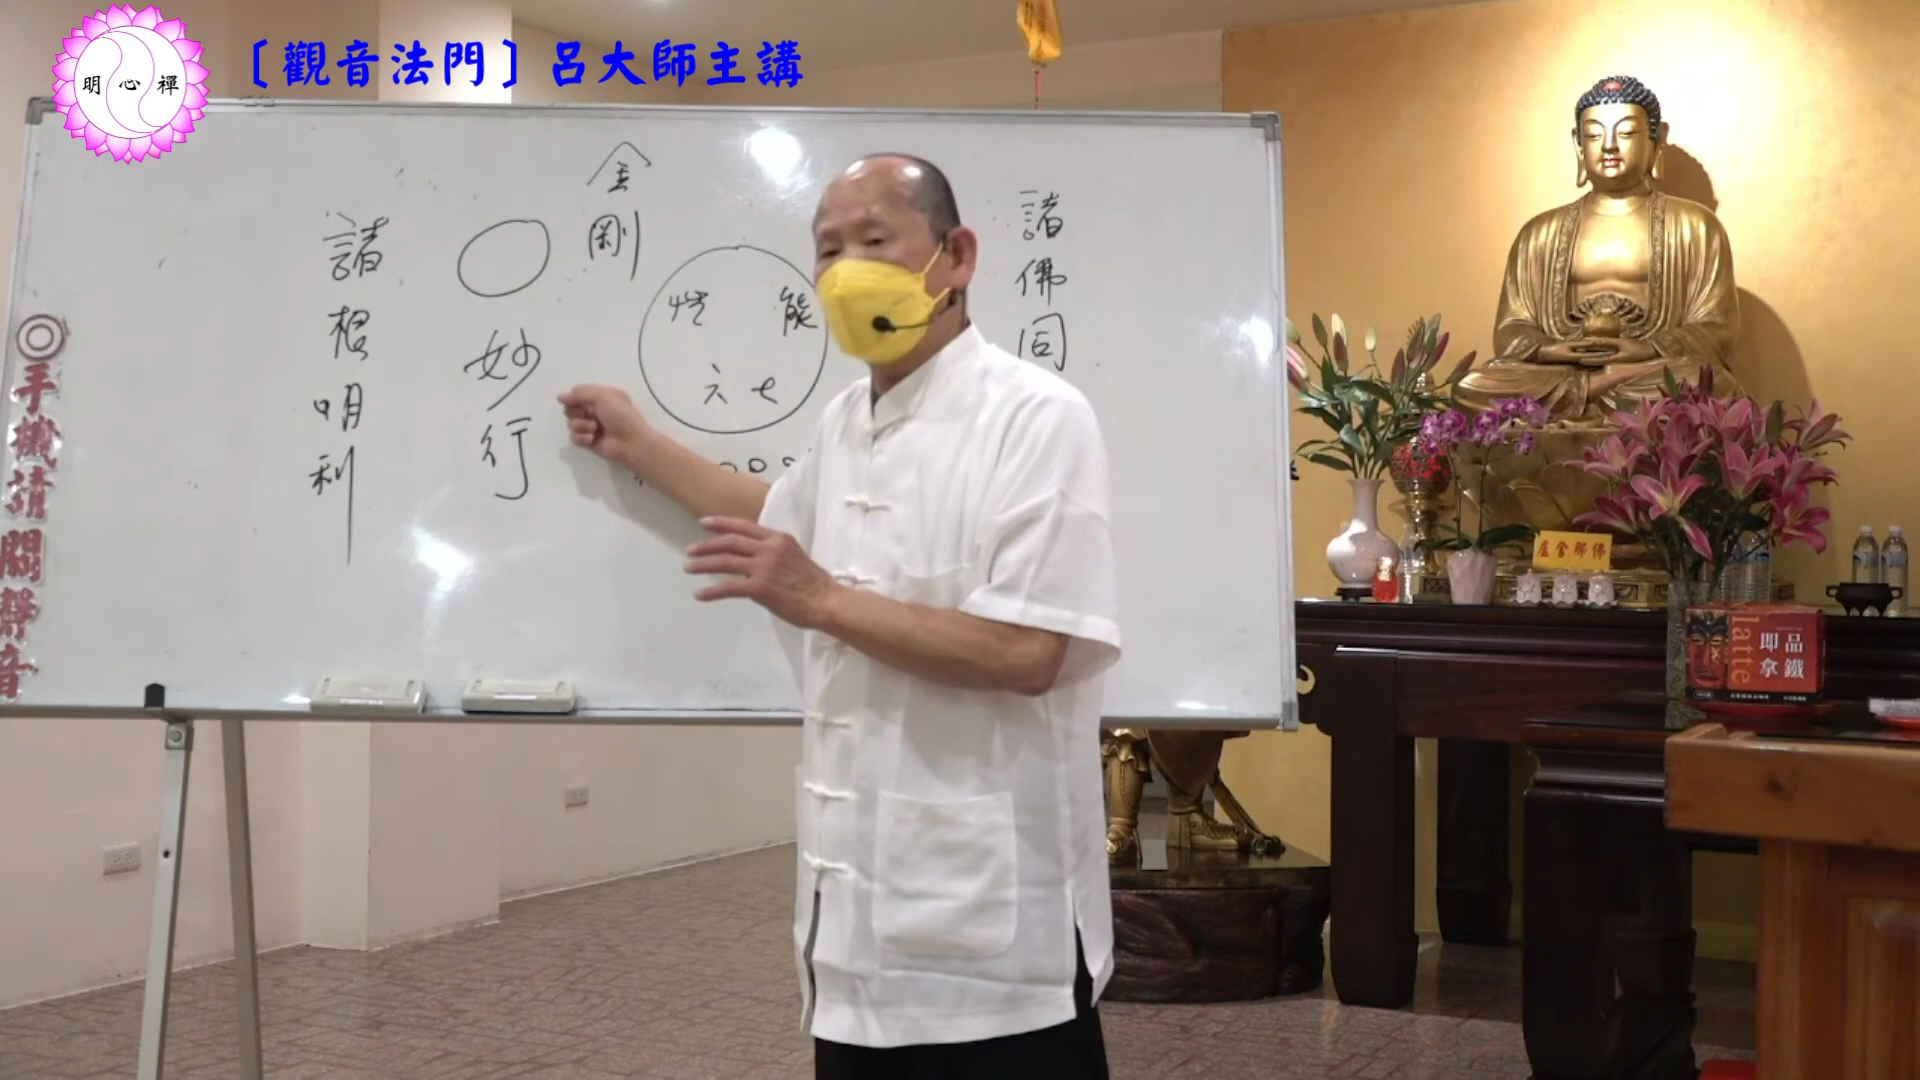 明心禪
〔觀音法門〕呂大師主講
諸佛同
金剛
性 能
六 七
妙行
諸根明利
◎手機請關聲音
盧舍那佛
latte
即品
拿鐵